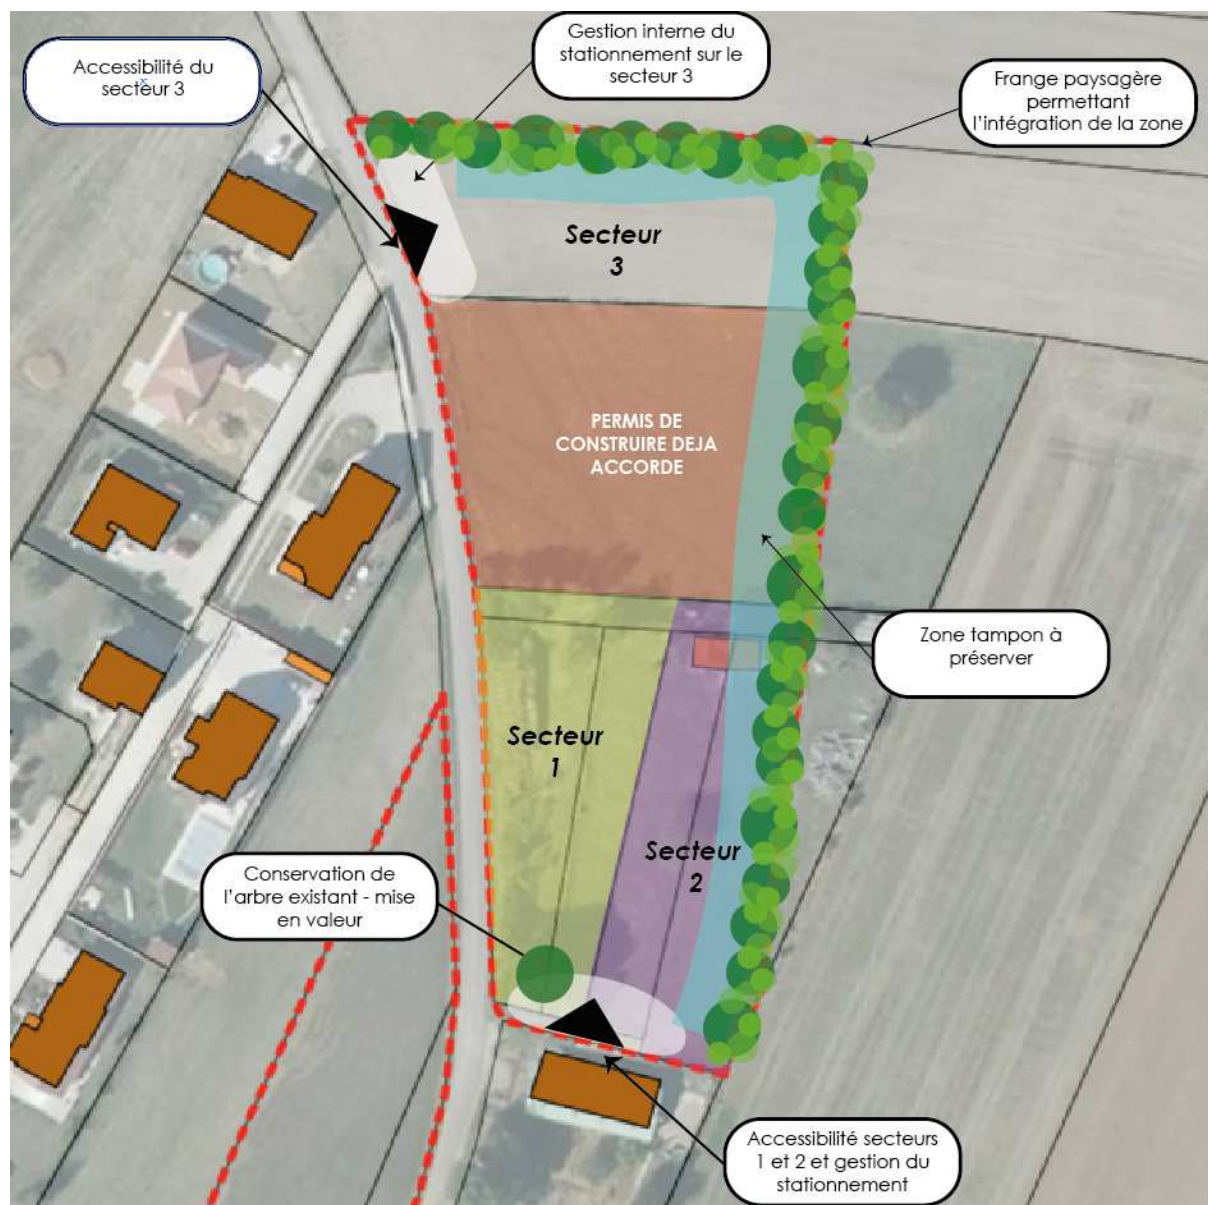 Gestion interne du
stationnement sur le
secteur 3
Accessibilité du
secteur 3
Frange paysagère
permettant
l'intégration de la zone
Secteur
3
PERMIS DE
CONSTRUIRE DEJA
ACCORDE
Zone tampon à
préserver
Secteur
1
Secteur
2
Conservation de
l'arbre existant - mise
en valeur
Accessibilité secteurs
1 et 2 et gestion du
stationnement